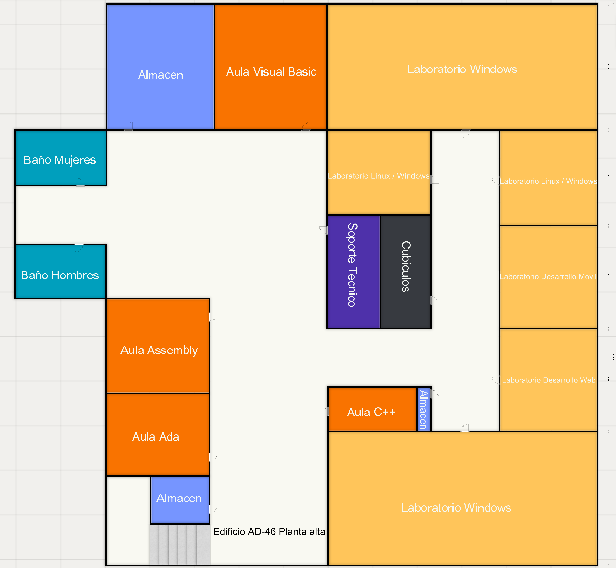 Almacen
Aula Visual Basic
Laboratorio Windows
Baño Mujeres
Laboratorio Linux - Windows
Laboratorio Linux - Windows
Soporte Tecnico
Cubiculos
Baño Hombres
Laboratorio Desarrollo Movil
Aula Assembly
Laboratorio Desarrollo Web
Aula C++
Almacen
Aula Ada
Almacen
Laboratorio Windows
Edificio AD-46 Planta alta